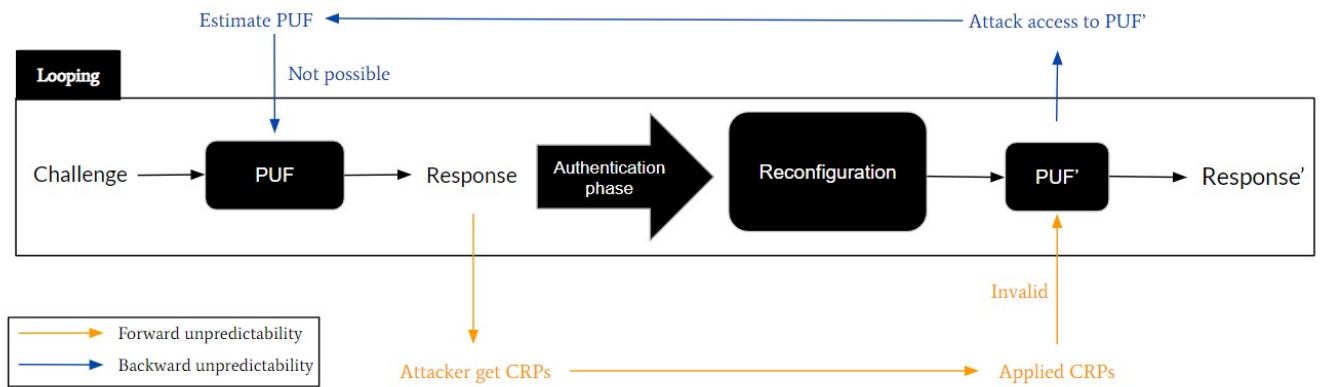 Estimate PUF
Attack access to PUF’
Looping
Not possible
Challenge
PUF
Response
Authentication
phase
Reconfiguration
PUF’
Response’
Invalid
Forward unpredictability
Backward unpredictability
Attacker get CRPs
Applied CRPs